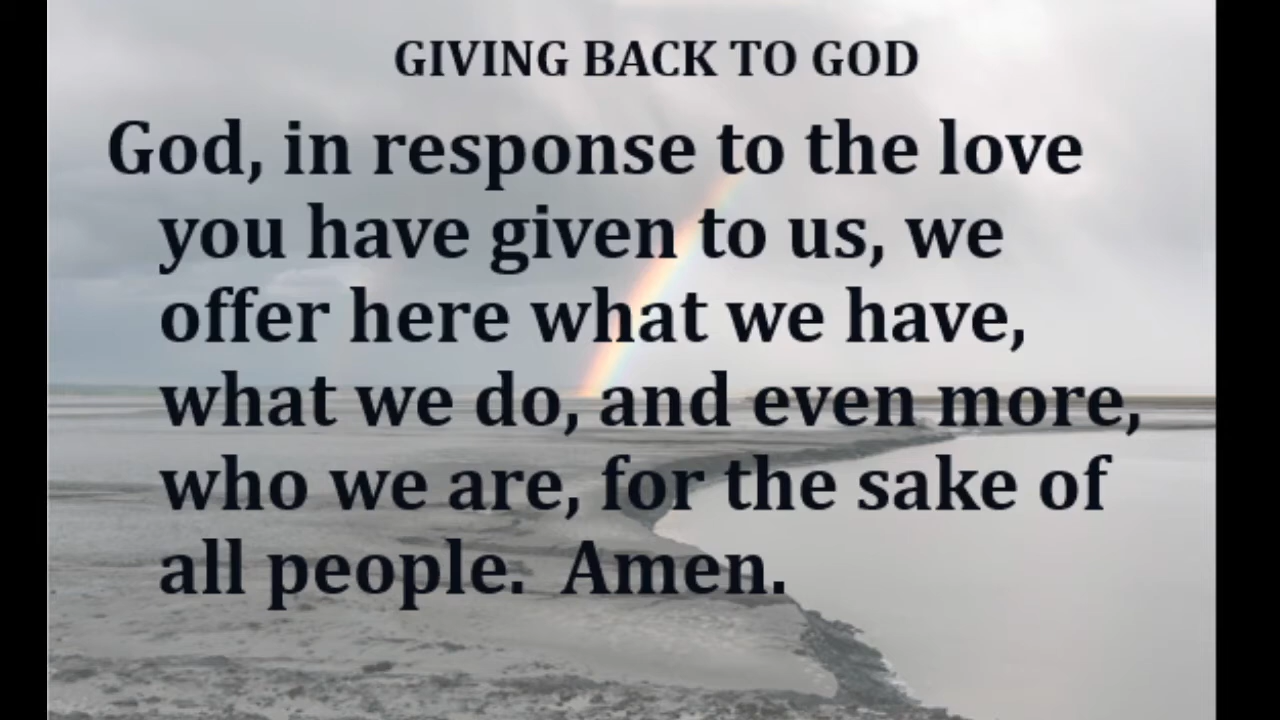 GIVING BACK TO GOD
God, in response to the love
you have given to us, we
offer here what we have,
what we do, and even more,
who we are, for the sake of
all people.  Amen.